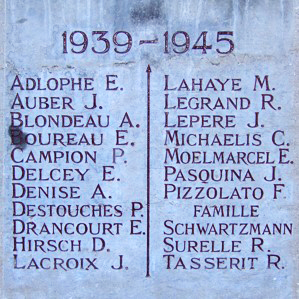 1939-1945
ADLOPHE E.
AUBER J.
BLONDEAU A.
BOUREAU E.
CAMPION P.
DELCEY E.
DENISE A.
DESTOUCHES P.
DRANCOURT E.
HIRSCH D.
LACROIX J.
LAHAYE M.
LEGRAND R.
LEPERE J.
MICHAELIS C.
MOELMARCEL E.
PASQUINA J.
PIZZOLATO F.
FAMILLE
SCHWARTZMANN
SURELLE R.
TASSERIT R.